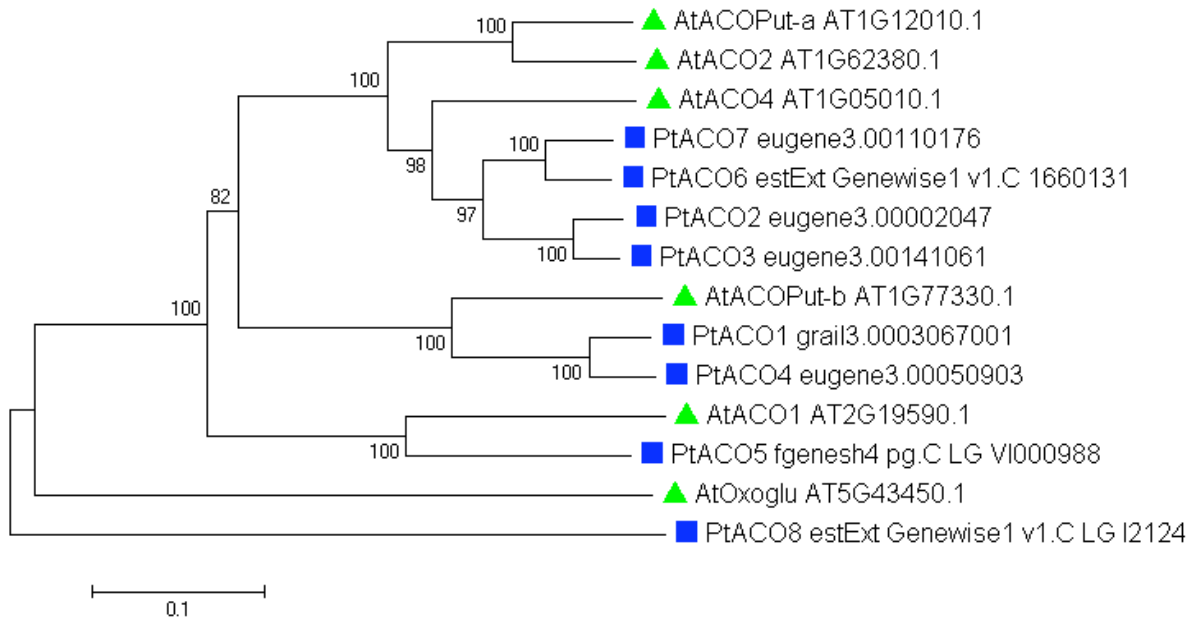 100
AtACOPut-a AT1G12010.1
AtACO2 AT1G62380.1
100
AtACO4 AT1G05010.1
100
PtACO7 eugene3.00110176
98
PtACO6 estExt Genewise1 v1.C 1660131
82
97
PtACO2 eugene3.00002047
100
PtACO3 eugene3.00141061
AtACOPut-b AT1G77330.1
100
100
PtACO1 grail3.0003067001
100
PtACO4 eugene3.00050903
AtACO1 AT2G19590.1
100
PtACO5 fgenesh4 pg.C LG VI000988
AtOxoglu AT5G43450.1
PtACO8 estExt Genewise1 v1.C LG I2124
0.1